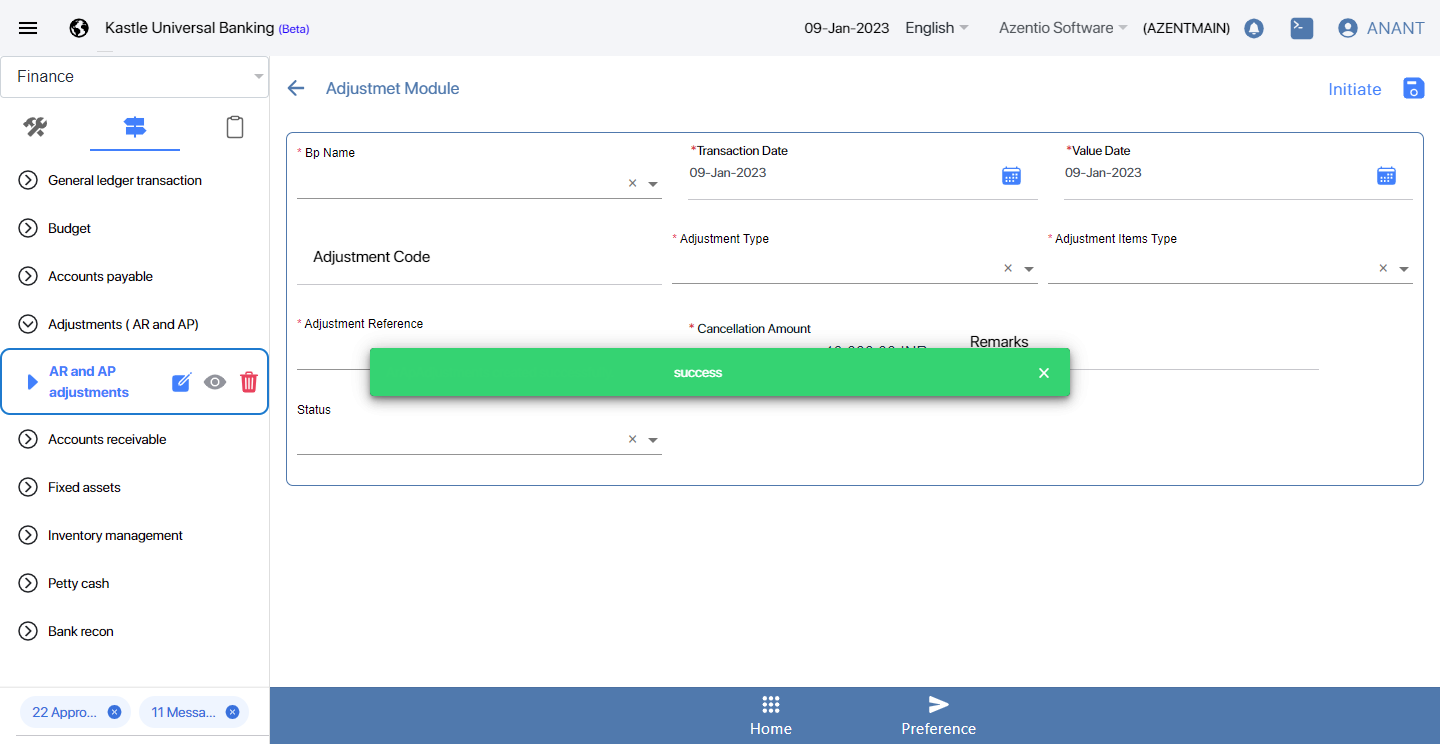 Kastle Universal Banking (Beta)
09-Jan-2023
English
Azentio Software
(AZENTMAIN)
ANANT
Finance
General ledger transaction
Budget
Accounts payable
Adjustments ( AR and AP)
AR and AP
adjustments
Accounts receivable
Fixed assets
Inventory management
Petty cash
Bank recon
22 Appro...
11 Messa...
Adjustmet Module
Initiate
* Bp Name
*Transaction Date
09-Jan-2023
*Value Date
09-Jan-2023
Adjustment Code
* Adjustment Type
* Adjustment Items Type
* Adjustment Reference
* Cancellation Amount
Remarks
success
Status
Home
Preference